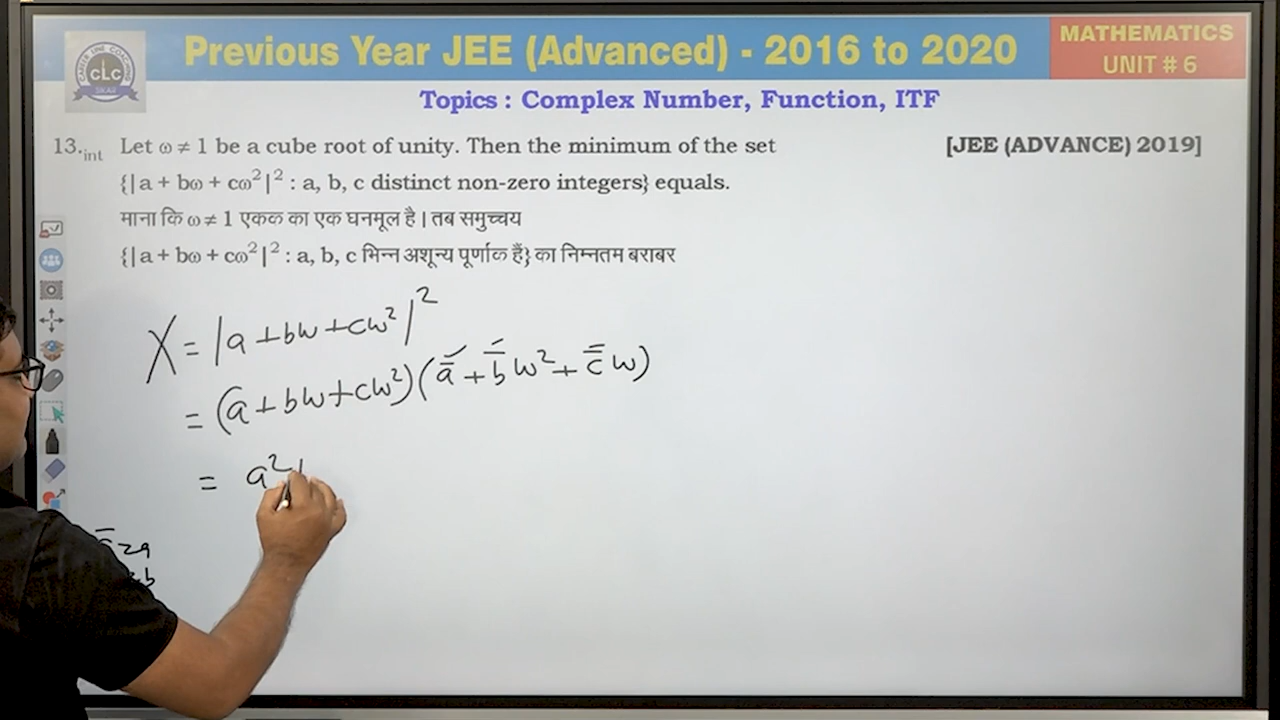 Previous Year JEE (Advanced) - 2016 to 2020
MATHEMATICS
UNIT # 6
CLC
Topics : Complex Number, Function, ITF
13.int Let ω ≠ 1 be a cube root of unity. Then the minimum of the set [JEE (ADVANCE) 2019]
{|a + bω + cω²|² : a, b, c distinct non-zero integers} equals.
माना कि ω ≠ 1 एकक का एक घनमूल है। तब समुच्चय
{|a + bω + cω²|² : a, b, c भिन्न अशून्य पूर्णांक हैं} का निम्नतम बराबर
X = |a + bω + cω²|²
= (a + bω + cω²)(a̅ + b̅ω² + c̅ω)
= a²